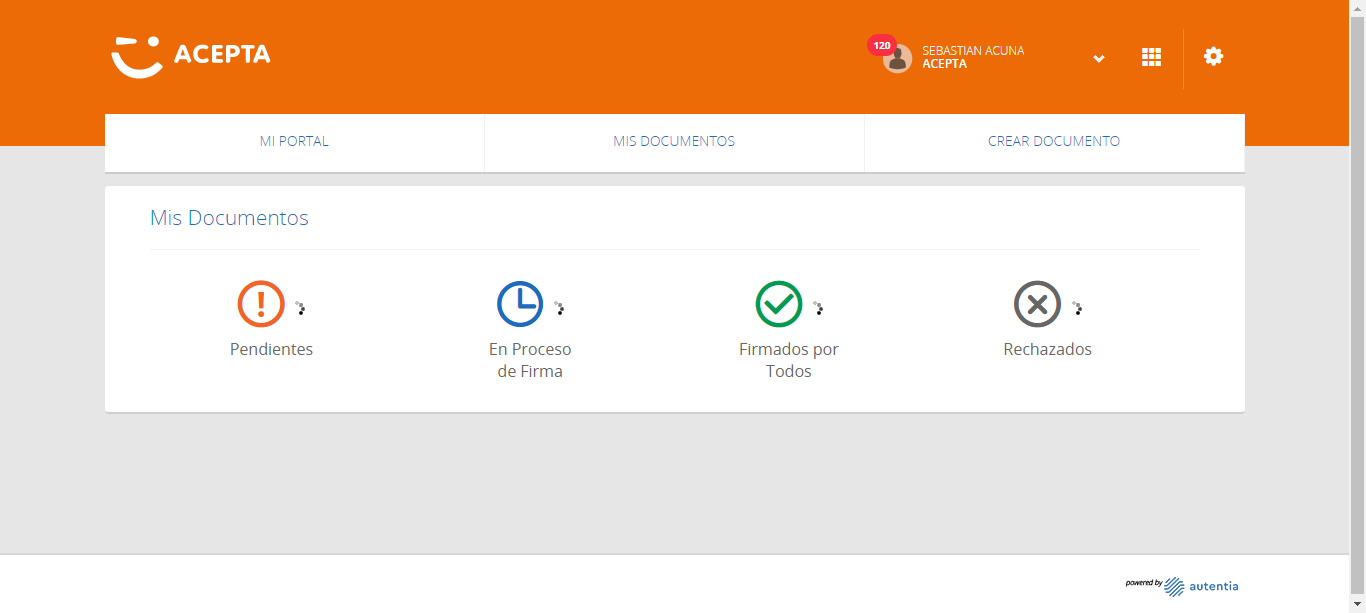 ACEPTA
120
SEBASTIAN ACUNA
ACEPTA
MI PORTAL
MIS DOCUMENTOS
CREAR DOCUMENTO
Mis Documentos
Pendientes
En Proceso
de Firma
Firmados por
Todos
Rechazados
powered by autentia